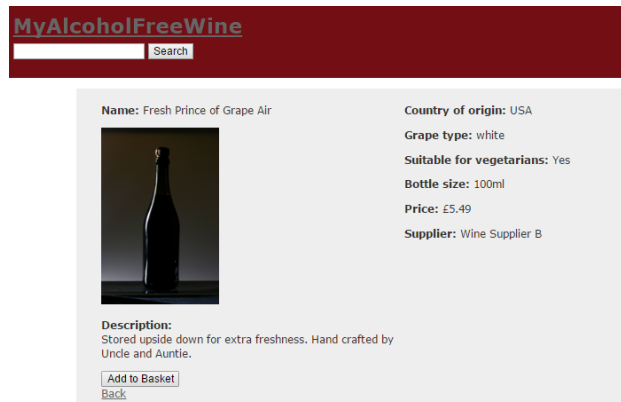 MyAlcoholFreeWine
Search
Name: Fresh Prince of Grape Air
Country of origin: USA
Grape type: white
Suitable for vegetarians: Yes
Bottle size: 100ml
Price: £5.49
Supplier: Wine Supplier B
Description:
Stored upside down for extra freshness. Hand crafted by
Uncle and Auntie.
Add to Basket
Back